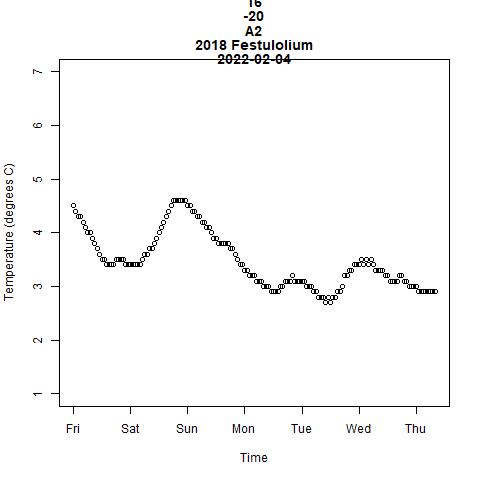 16
-20
A2
2018 Festulolium
2022-02-04
Temperature (degrees C)
7
6
5
4
3
2
1
Fri Sat Sun Mon Tue Wed Thu
Time